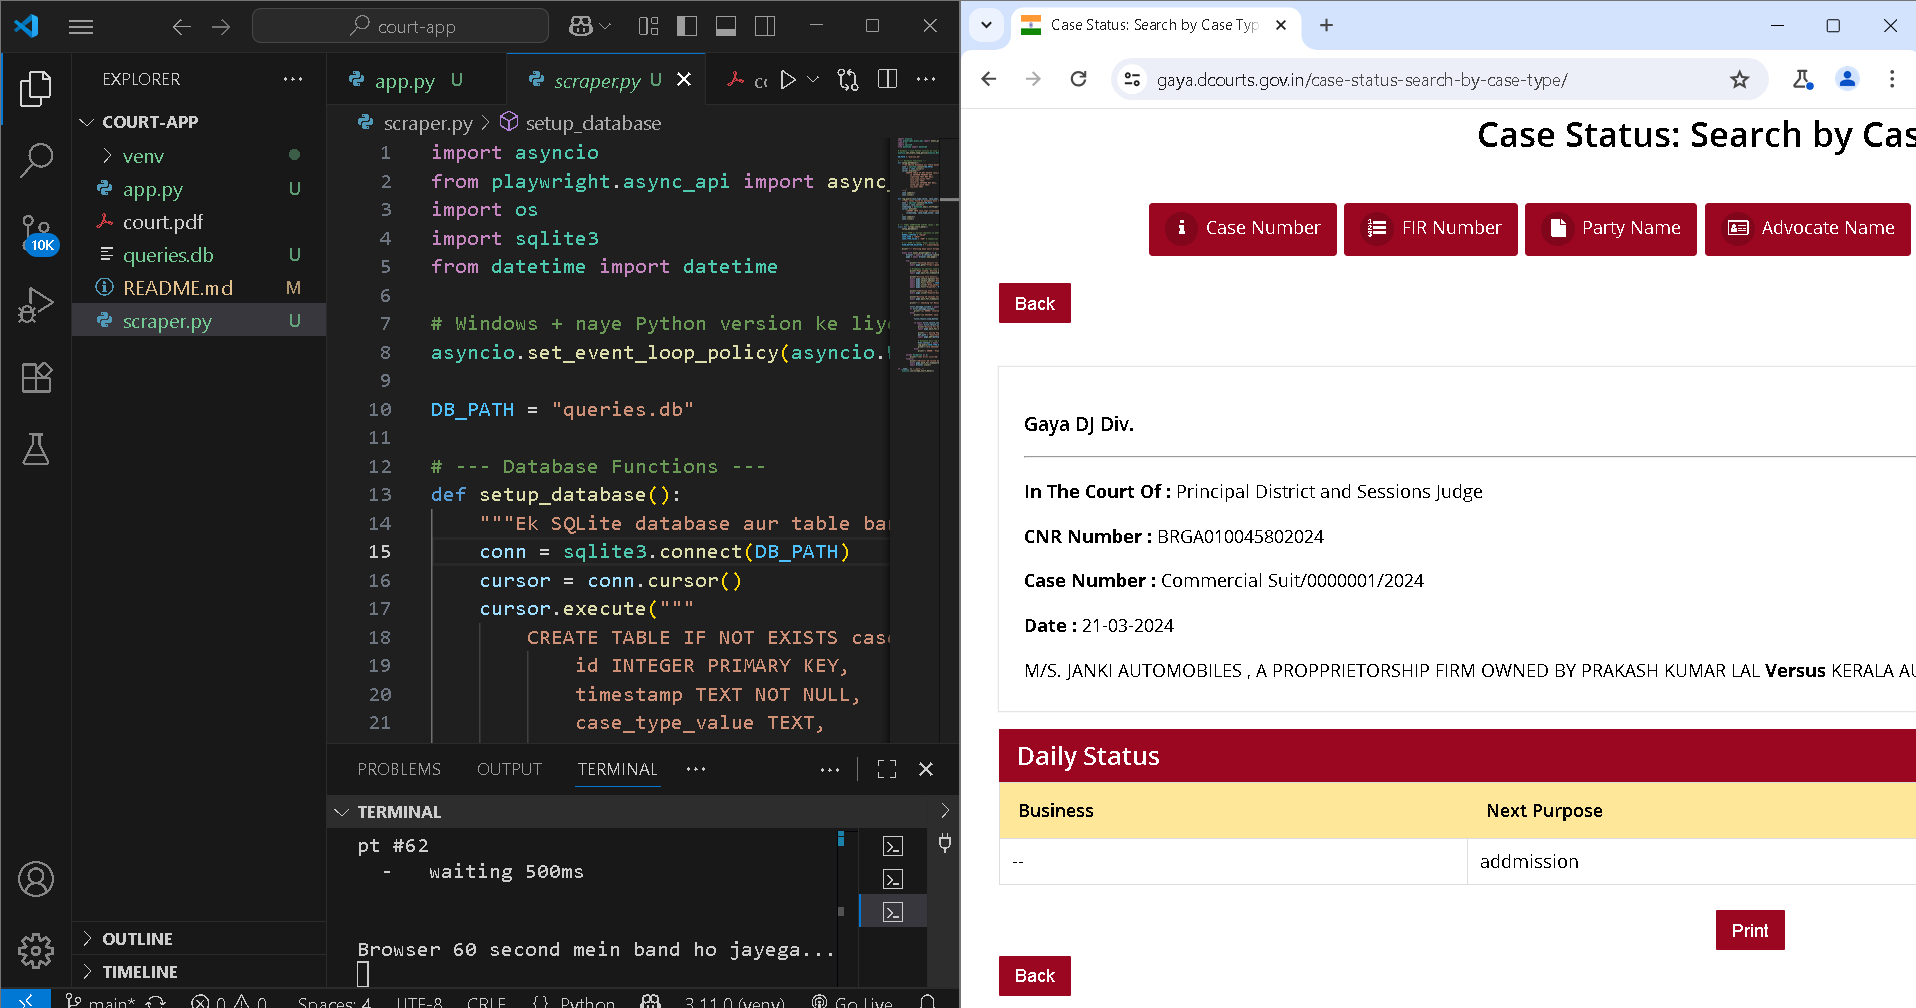 court-app
EXPLORER
COURT-APP
venv
app.py U
court.pdf
queries.db U
README.md M
scraper.py U
10K
OUTLINE
TIMELINE
app.py U
scraper.py U
scraper.py > setup_database
1 import asyncio
2 from playwright.async_api import async_
3 import os
4 import sqlite3
5 from datetime import datetime
6
7 # Windows + naye Python version ke liye
8 asyncio.set_event_loop_policy(asyncio.
9
10 DB_PATH = "queries.db"
11
12 # --- Database Functions ---
13 def setup_database():
14 """Ek SQLite database aur table ban
15 conn = sqlite3.connect(DB_PATH)
16 cursor = conn.cursor()
17 cursor.execute("""
18 CREATE TABLE IF NOT EXISTS case
19 id INTEGER PRIMARY KEY,
20 timestamp TEXT NOT NULL,
21 case_type_value TEXT,
PROBLEMS OUTPUT TERMINAL
TERMINAL
pt #62
- waiting 500ms
Browser 60 second mein band ho jayega...
main* 0 0 Spaces: 4 UTF-8 CRLF {} Python 3.11.0 (venv) Go Live
Case Status: Search by Case Typ
gaya.dcourts.gov.in/case-status-search-by-case-type/
Case Status: Search by Cas
Case Number FIR Number Party Name Advocate Name
Back
Gaya DJ Div.
In The Court Of : Principal District and Sessions Judge
CNR Number : BRGA010045802024
Case Number : Commercial Suit/0000001/2024
Date : 21-03-2024
M/S. JANKI AUTOMOBILES , A PROPPRIETORSHIP FIRM OWNED BY PRAKASH KUMAR LAL Versus KERALA AU
Daily Status
Business Next Purpose
-- addmission
Print
Back